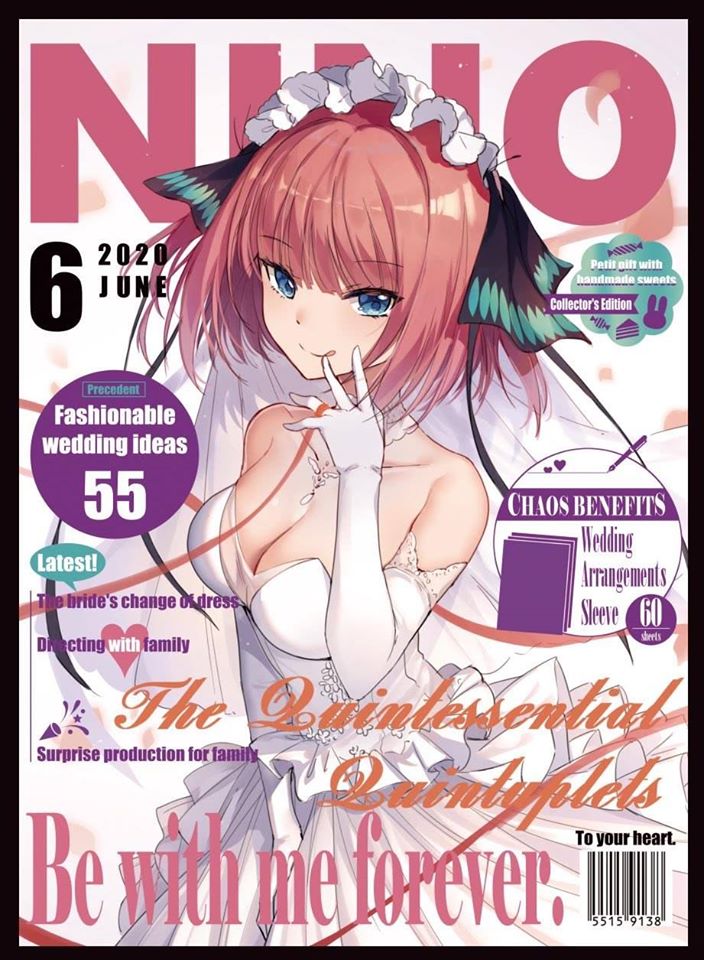 NINO
6
2020
JUNE
Petit gift with
handmade sweets
Collector's Edition
Precedent
Fashionable
wedding ideas
55
CHAOS BENEFITS
Wedding
Arrangements
Sleeve
60
sheets
Latest!
The bride's change of dress
Directing with family
Surprise production for family
The Quintessential
Quintuplets
Be with me forever.
To your heart.
5515 9138